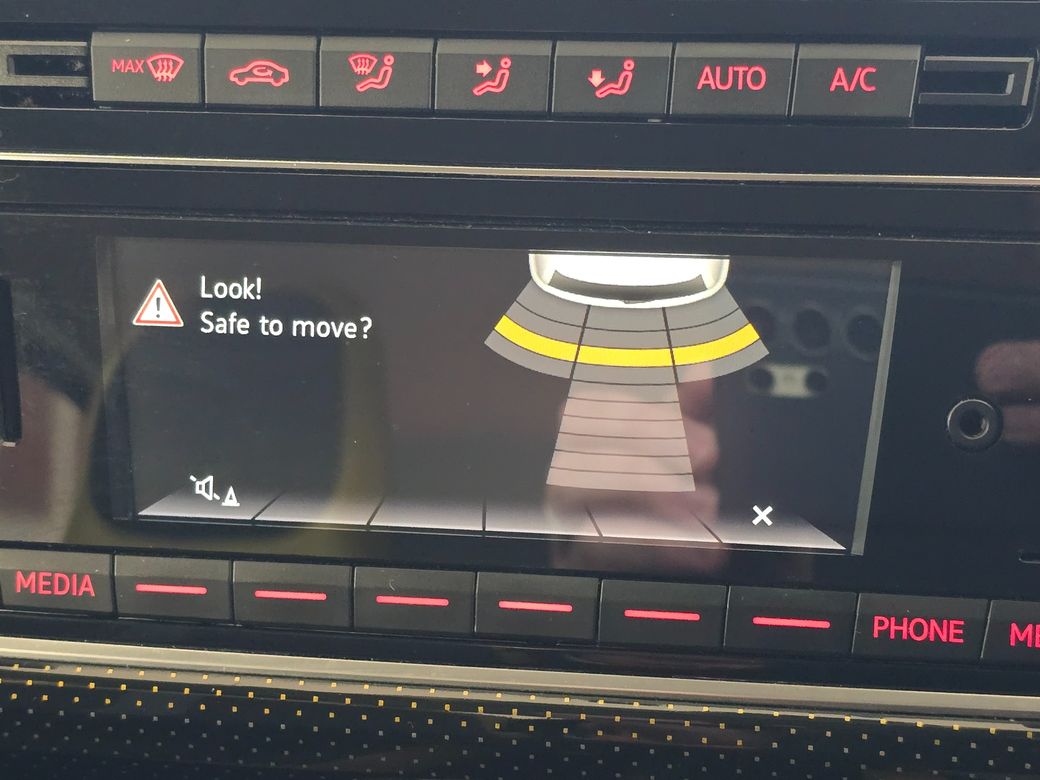 MAX
AUTO
A/C
Look!
Safe to move?
MEDIA
PHONE